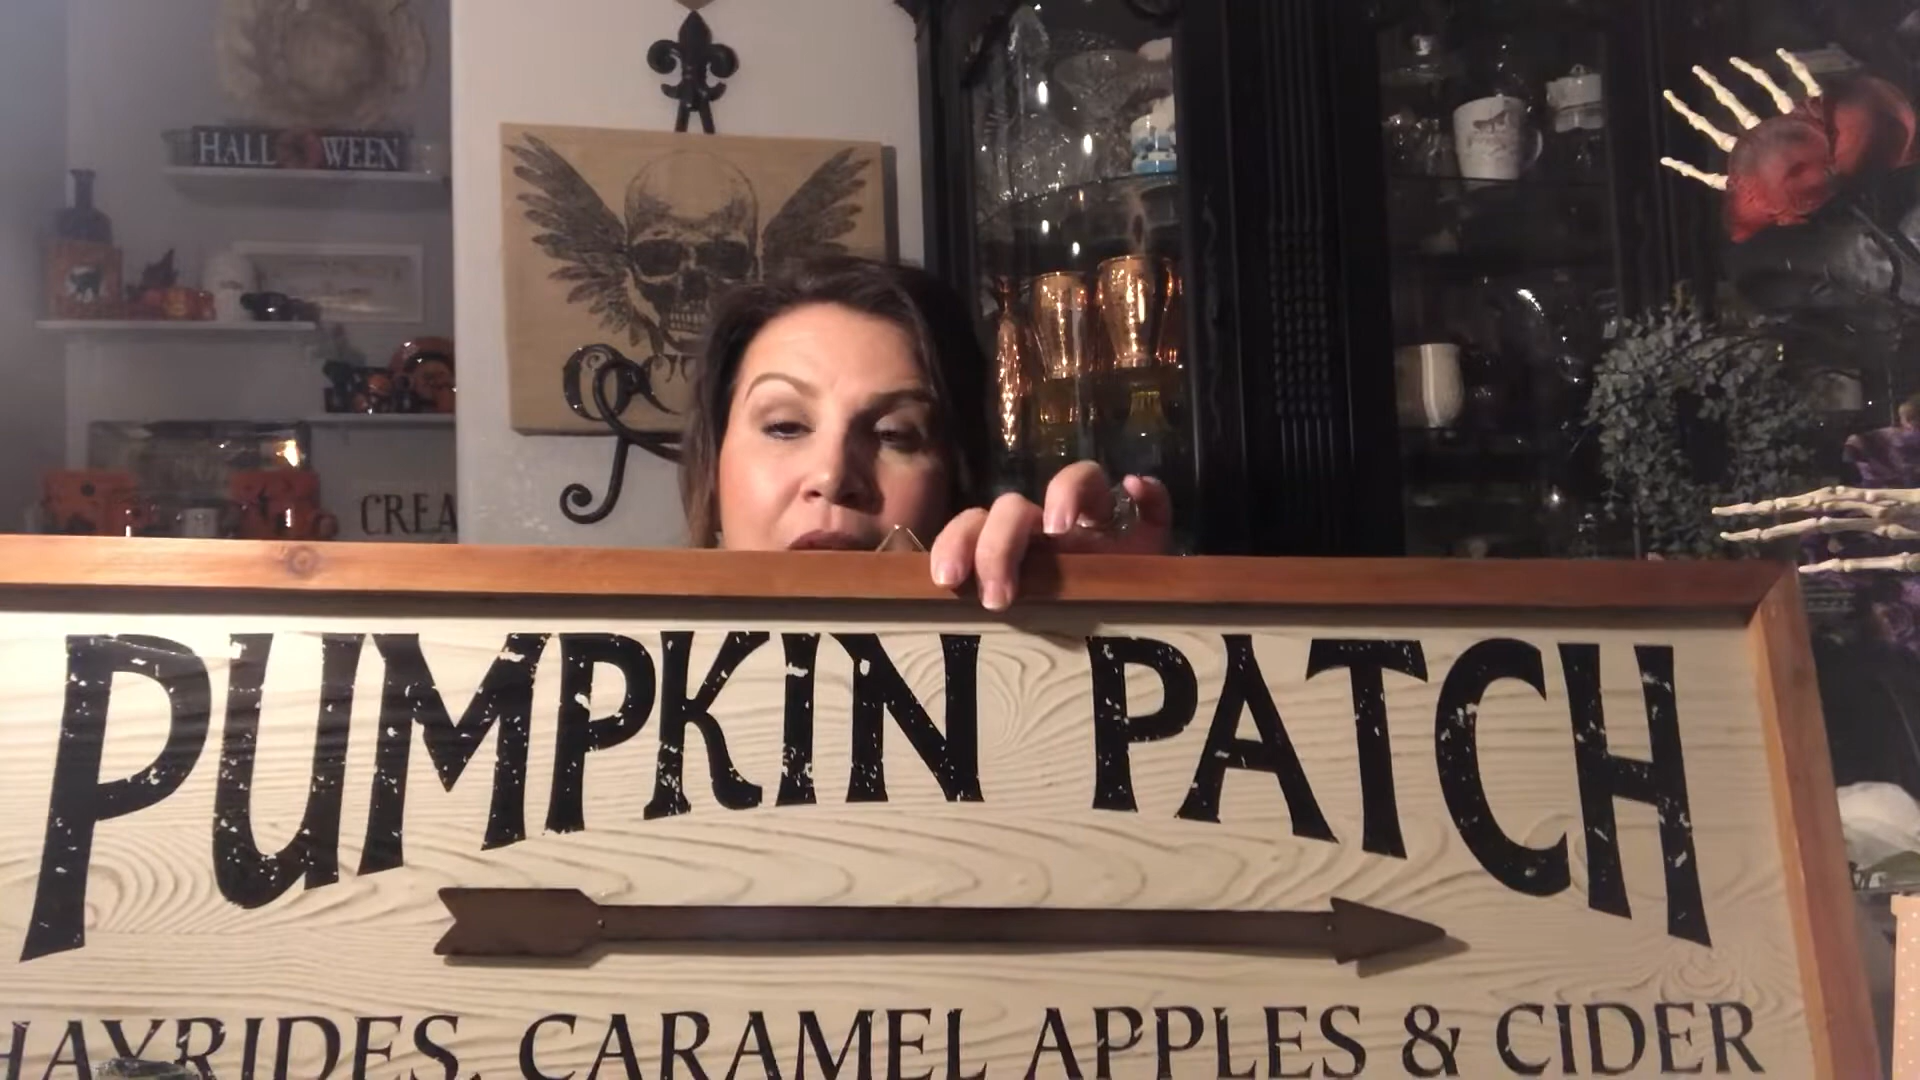 HALL WEEN
CREA
PUMPKIN PATCH
HAYRIDES, CARAMEL APPLES & CIDER